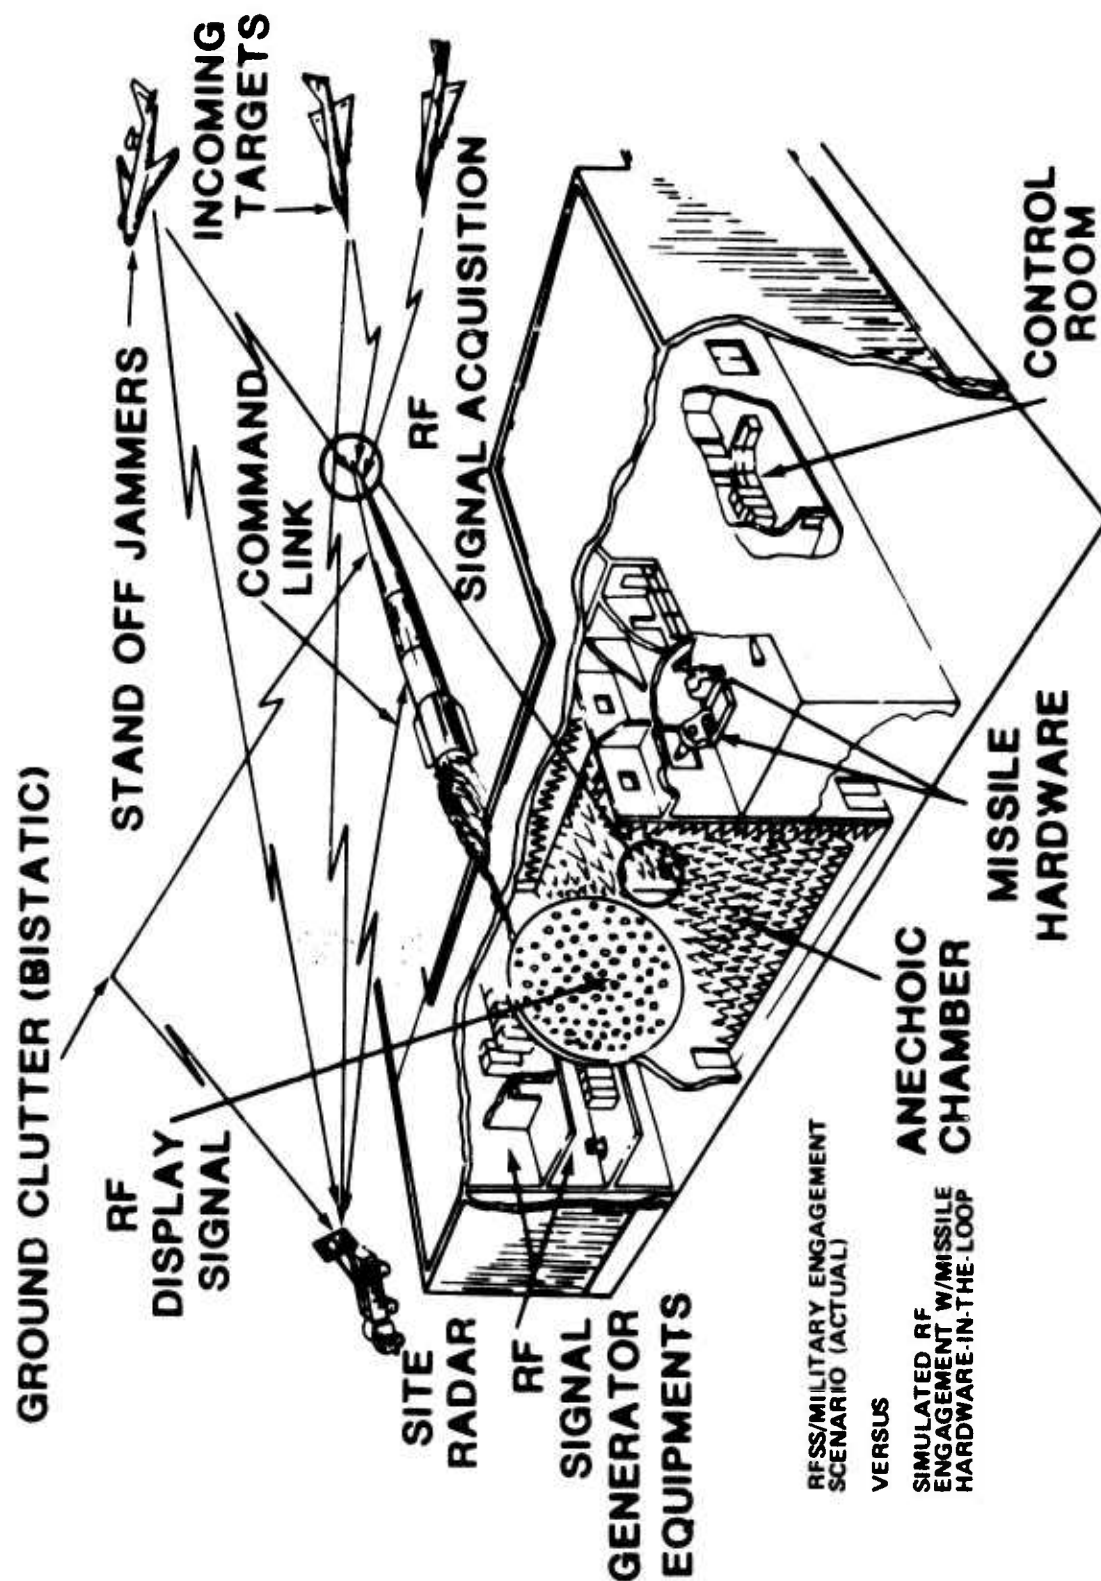 GROUND CLUTTER (BISTATIC)
STAND OFF JAMMERS
INCOMING
TARGETS
COMMAND
LINK
RF
DISPLAY
SIGNAL
RF
SIGNAL ACQUISITION
SITE
RADAR
RF
SIGNAL
GENERATOR
EQUIPMENTS
ANECHOIC
CHAMBER
MISSILE
HARDWARE
CONTROL
ROOM
RFSS/MILITARY ENGAGEMENT
SCENARIO (ACTUAL)
VERSUS
SIMULATED RF
ENGAGEMENT W/MISSILE
HARDWARE-IN-THE-LOOP